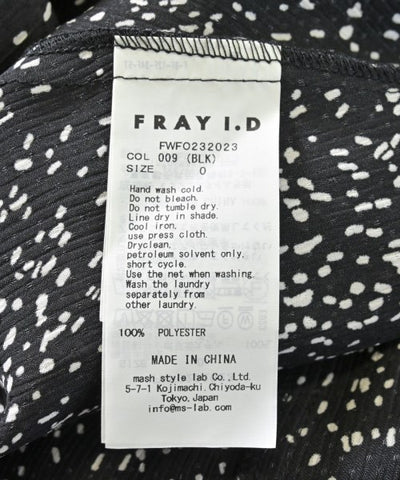 FRAY I.D
FWFO232023
COL 009 (BLK)
SIZE 0
Hand wash cold.
Do not bleach.
Do not tumble dry.
Line dry in shade.
Cool iron.
use press cloth.
Dryclean,
petroleum solvent only,
short cycle.
Use the net when washing.
Wash the laundry
separately from
other laundry.
100% POLYESTER
MADE IN CHINA
mash style lab Co.,Ltd.
5-7-1 Kojimachi,Chiyoda-ku
Tokyo,Japan
info@ms-lab.com